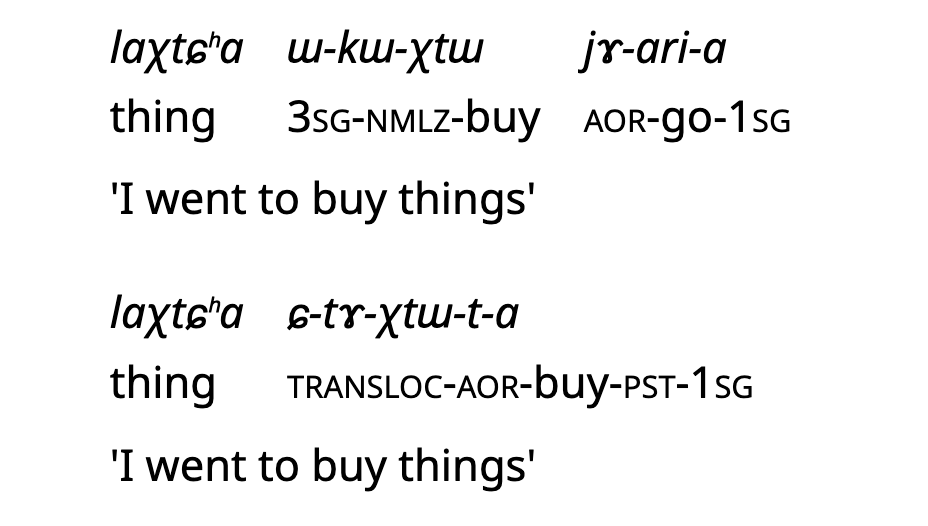 laχtɕʰa ɯ-kɯ-χtɯ jɤ-ari-a
thing 3SG-NMLZ-buy AOR-go-1SG
'I went to buy things'
laχtɕʰa ɕ-tɤ-χtɯ-t-a
thing TRANSLOC-AOR-buy-PST-1SG
'I went to buy things'